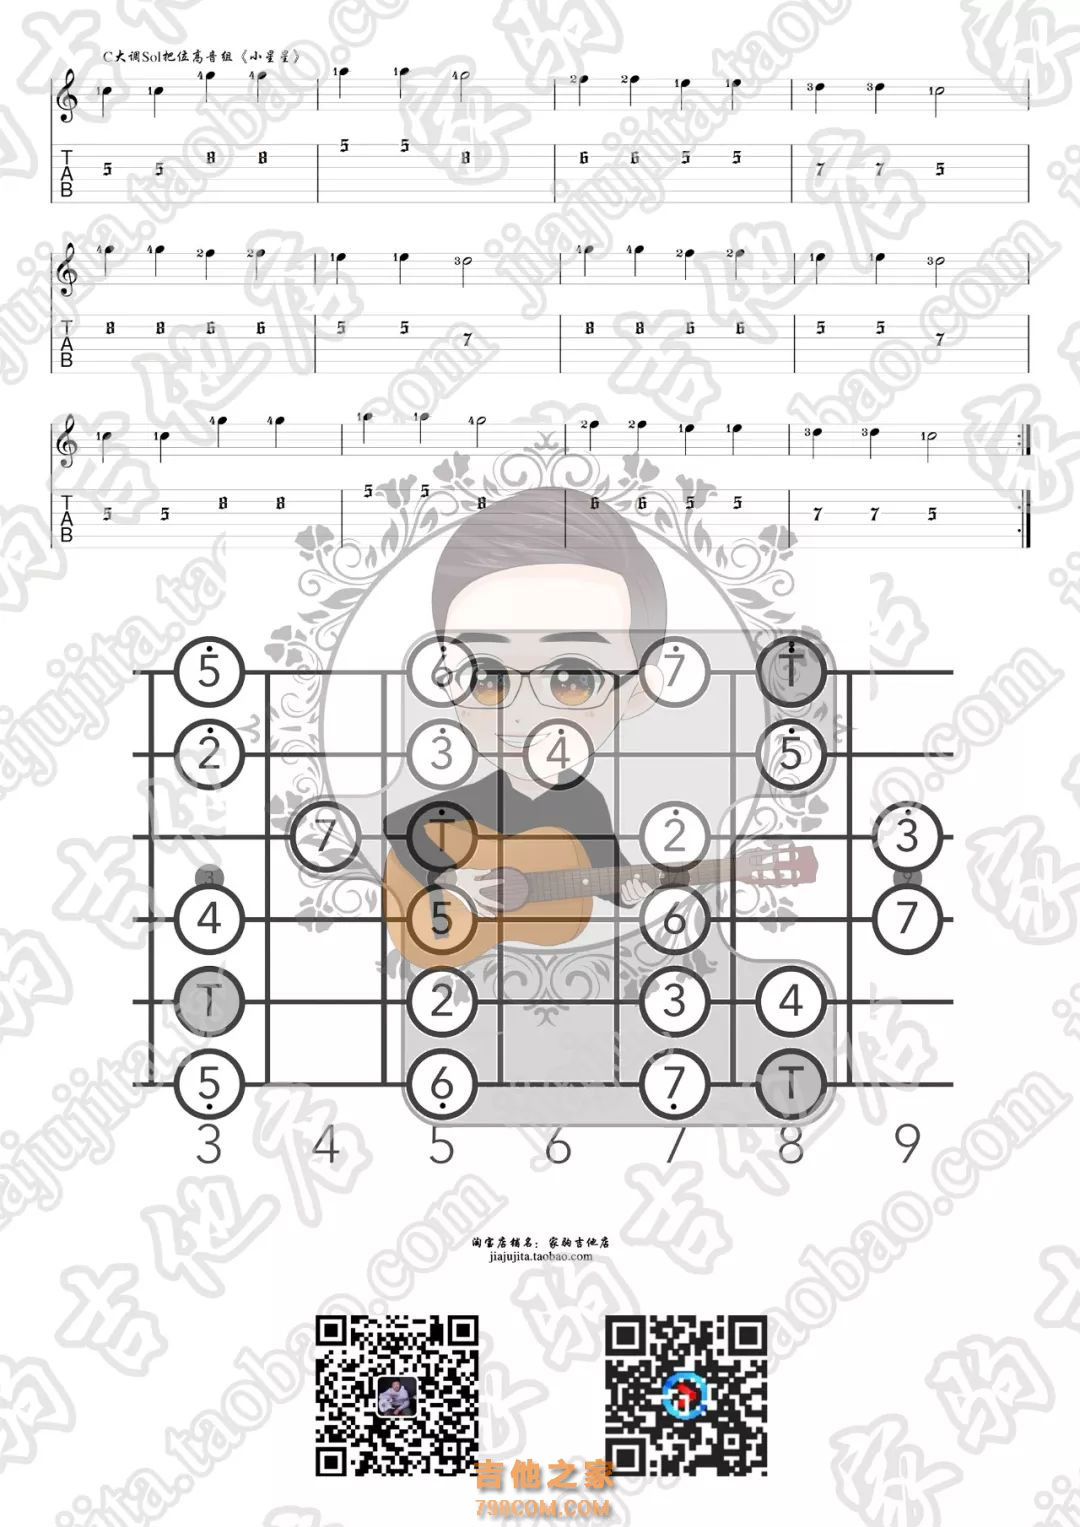 C大调Sol把位高音组《小星星》
1 1 4 4 1 1 4 2 2 1 1 3 3 1
T A B
5 5 8 8 5 5 8 6 6 5 5 7 7 5
4 4 2 2 1 1 3 4 4 2 2 1 1 3
T A B
8 8 6 6 5 5 7 8 8 6 6 5 5 7
1 1 4 4 1 1 4 2 2 1 1 3 3 1
T A B
5 5 8 8 5 5 8 6 6 5 5 7 7 5
5 6 7 T
2 3 4 5
7 T 2 3
3 9
4 5 6 7
T 2 3 4
5 6 7 T
3 4 5 6 7 8 9
淘宝店铺名：家驹吉他店
jiajujita.taobao.com
吉他之家
798COM.COM